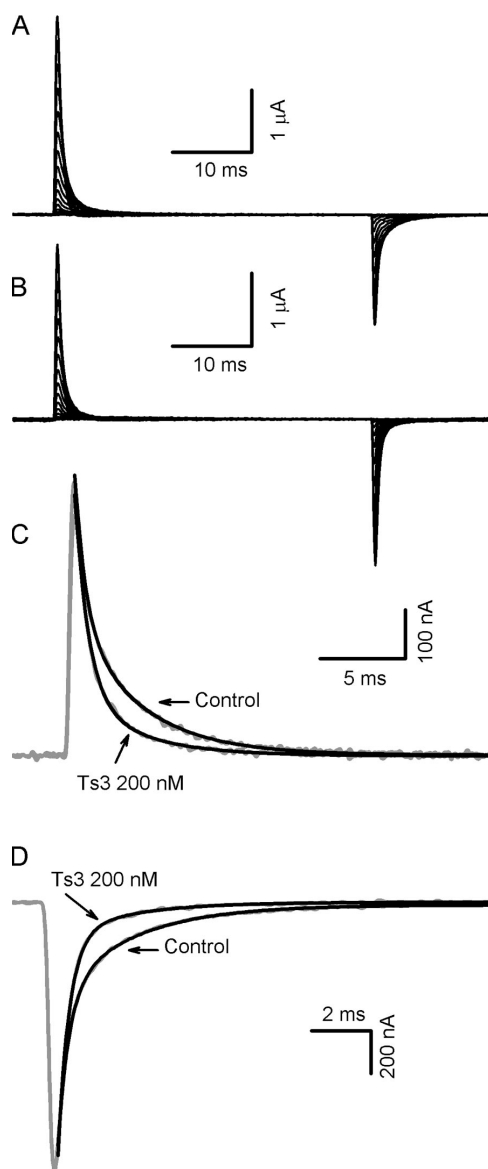 A
1 μA
10 ms
B
1 μA
10 ms
C
100 nA
5 ms
Control
Ts3 200 nM
D
Ts3 200 nM
Control
2 ms
200 nA